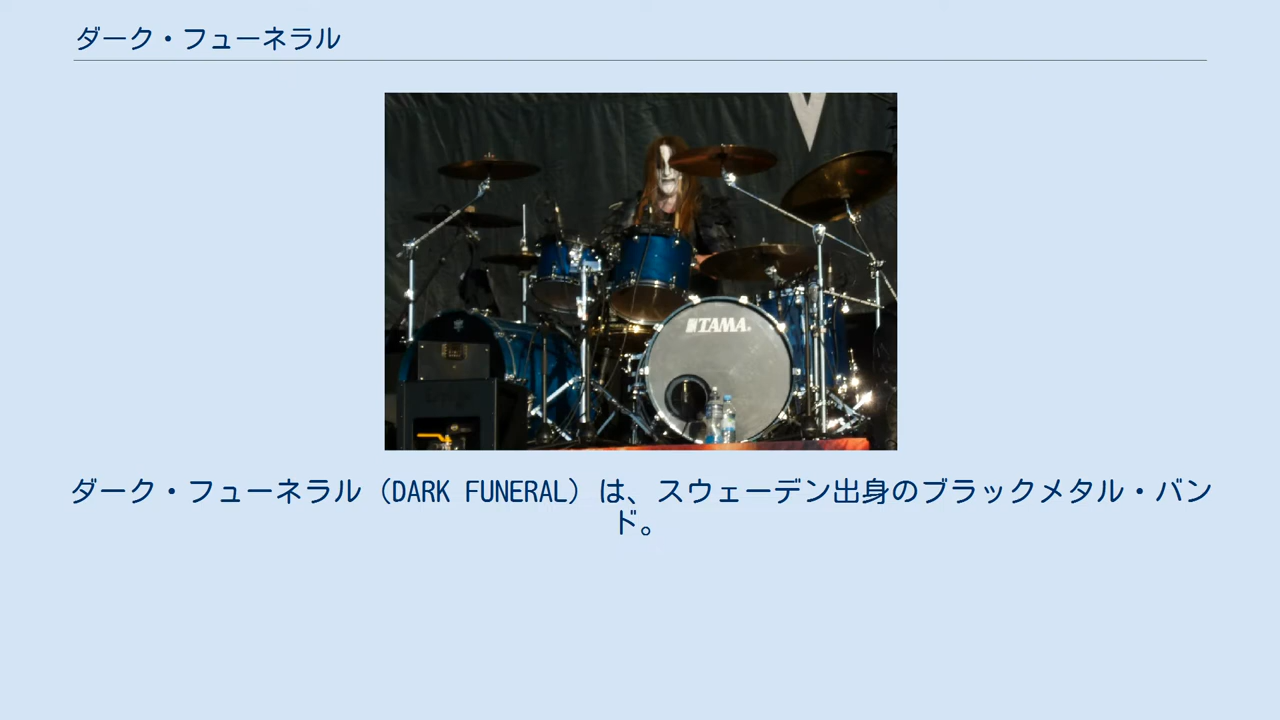 ダーク・フューネラル
TAMA
ダーク・フューネラル（DARK FUNERAL）は、スウェーデン出身のブラックメタル・バン
ド。